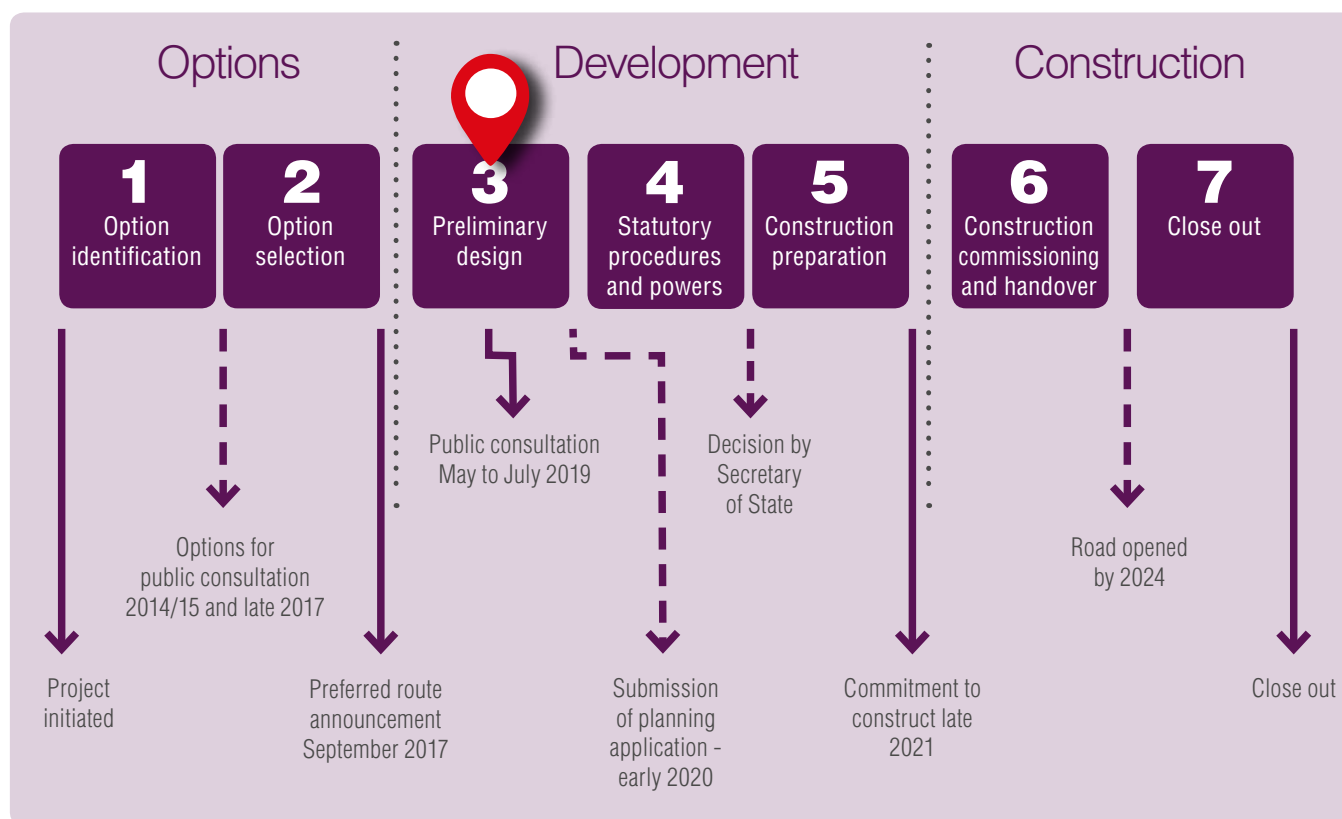 Options
Development
Construction
1
Option
identification
2
Option
selection
3
Preliminary
design
4
Statutory
procedures
and powers
5
Construction
preparation
6
Construction
commissioning
and handover
7
Close out
Public consultation
May to July 2019
Decision by
Secretary
of State
Options for
public consultation
2014/15 and late 2017
Road opened
by 2024
Project
initiated
Preferred route
announcement
September 2017
Submission
of planning
application -
early 2020
Commitment to
construct late
2021
Close out